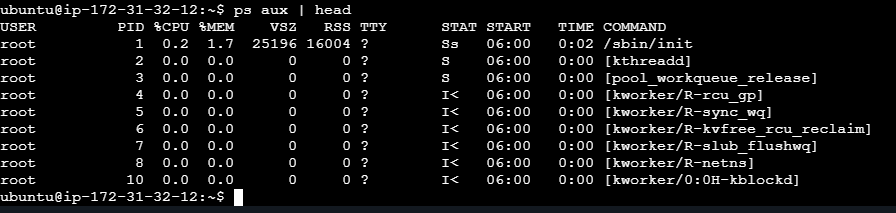 ubuntu@ip-172-31-32-12:~$ ps aux | head
USER         PID %CPU %MEM    VSZ   RSS TTY      STAT START   TIME COMMAND
root           1  0.2  1.7  25196 16004 ?        Ss   06:00   0:02 /sbin/init
root           2  0.0  0.0      0     0 ?        S    06:00   0:00 [kthreadd]
root           3  0.0  0.0      0     0 ?        S    06:00   0:00 [pool_workqueue_release]
root           4  0.0  0.0      0     0 ?        I<   06:00   0:00 [kworker/R-rcu_gp]
root           5  0.0  0.0      0     0 ?        I<   06:00   0:00 [kworker/R-sync_wq]
root           6  0.0  0.0      0     0 ?        I<   06:00   0:00 [kworker/R-kvfree_rcu_reclaim]
root           7  0.0  0.0      0     0 ?        I<   06:00   0:00 [kworker/R-slub_flushwq]
root           8  0.0  0.0      0     0 ?        I<   06:00   0:00 [kworker/R-netns]
root          10  0.0  0.0      0     0 ?        I<   06:00   0:00 [kworker/0:0H-kblockd]
ubuntu@ip-172-31-32-12:~$